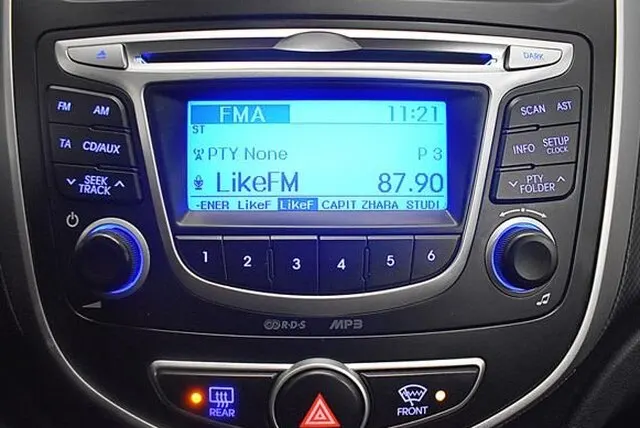 DARK
FM AM
TA CD/AUX
SEEK
TRACK
FMA 11:21
ST
PTY None P 3
LikeFM 87.90
-ENER LikeF LikeF CAPIT ZHARA STUDI
SCAN AST
INFO SETUP
CLOCK
PTY
FOLDER
1 2 3 4 5 6
R·D·S MP3
REAR
FRONT